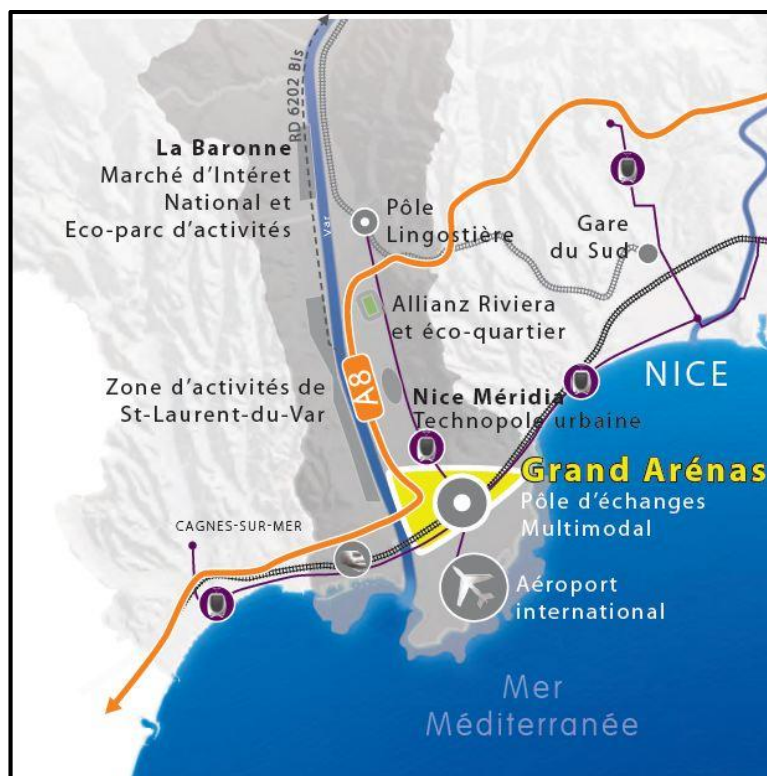 RD 6202 Bis
La Baronne
Marché d'Intéret
National et
Eco-parc d'activités
Var
Pôle
Lingostière
Gare
du Sud
Allianz Riviera
et éco-quartier
A8
Zone d'activités de
St-Laurent-du-Var
Nice Méridia
Technopole urbaine
NICE
Grand Arénas
Pôle d'échanges
Multimodal
CAGNES-SUR-MER
Aéroport
international
Mer
Méditerranée